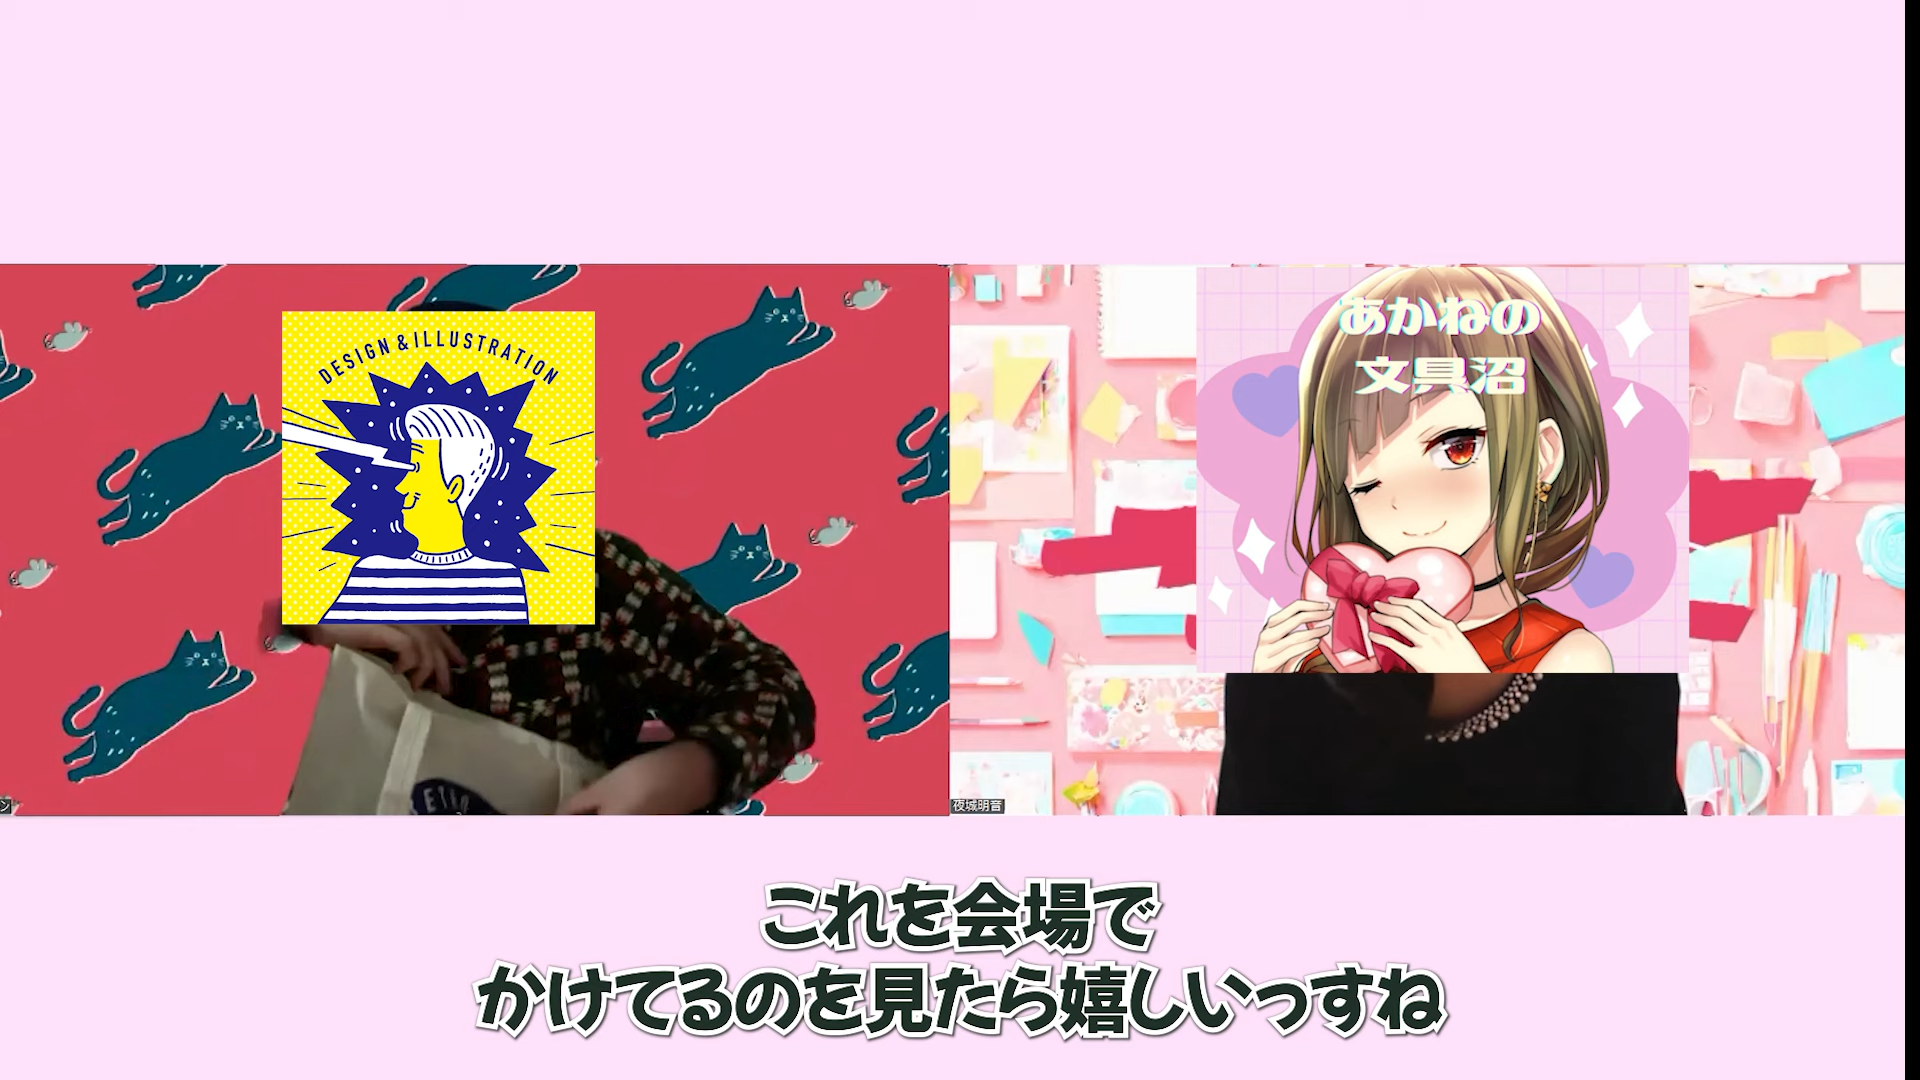 DESIGN & ILLUSTRATION
あかねの
文具沼
ン
夜城明音
これを会場で
かけてるのを見たら嬉しいっすね